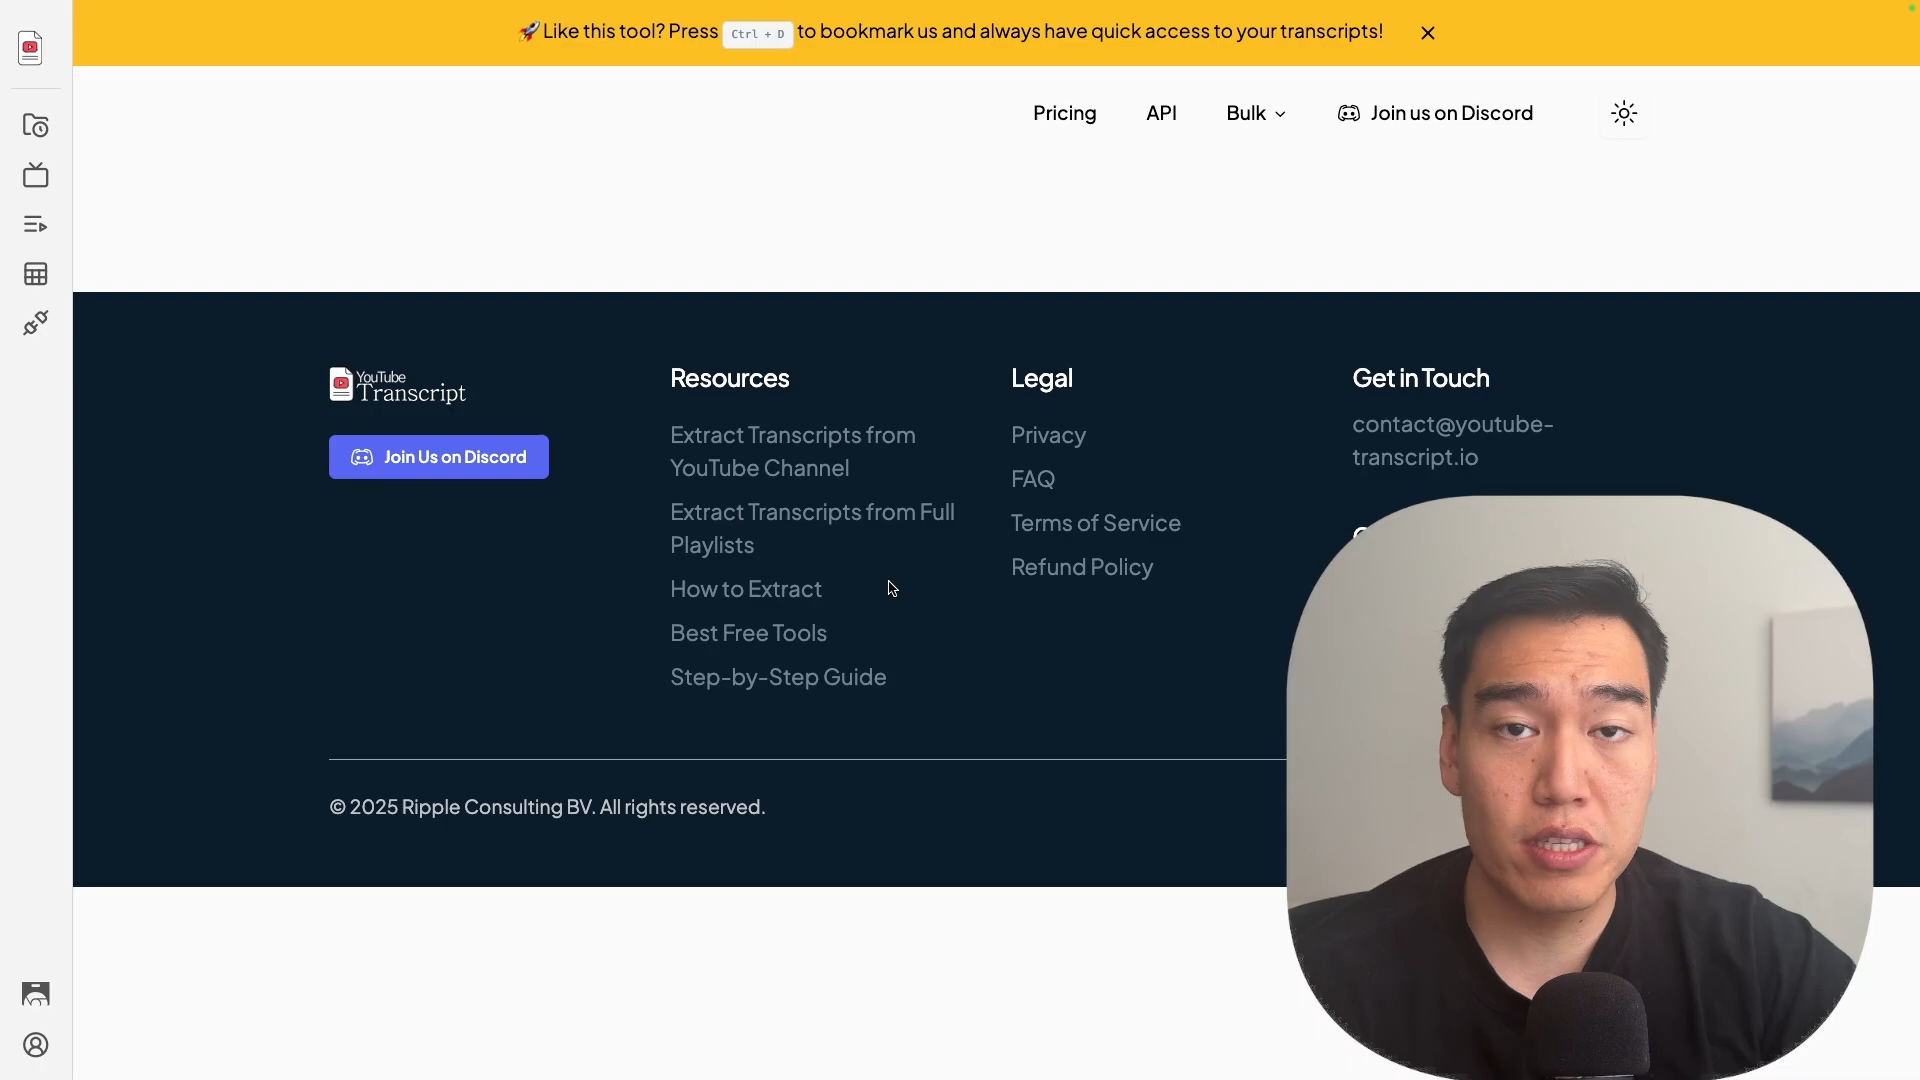 🚀Like this tool? Press Ctrl + D to bookmark us and always have quick access to your transcripts!
Pricing
API
Bulk
Join us on Discord
YouTube
Transcript
Join Us on Discord
Resources
Extract Transcripts from
YouTube Channel
Extract Transcripts from Full
Playlists
How to Extract
Best Free Tools
Step-by-Step Guide
Legal
Privacy
FAQ
Terms of Service
Refund Policy
Get in Touch
contact@youtube-
transcript.io
© 2025 Ripple Consulting BV. All rights reserved.